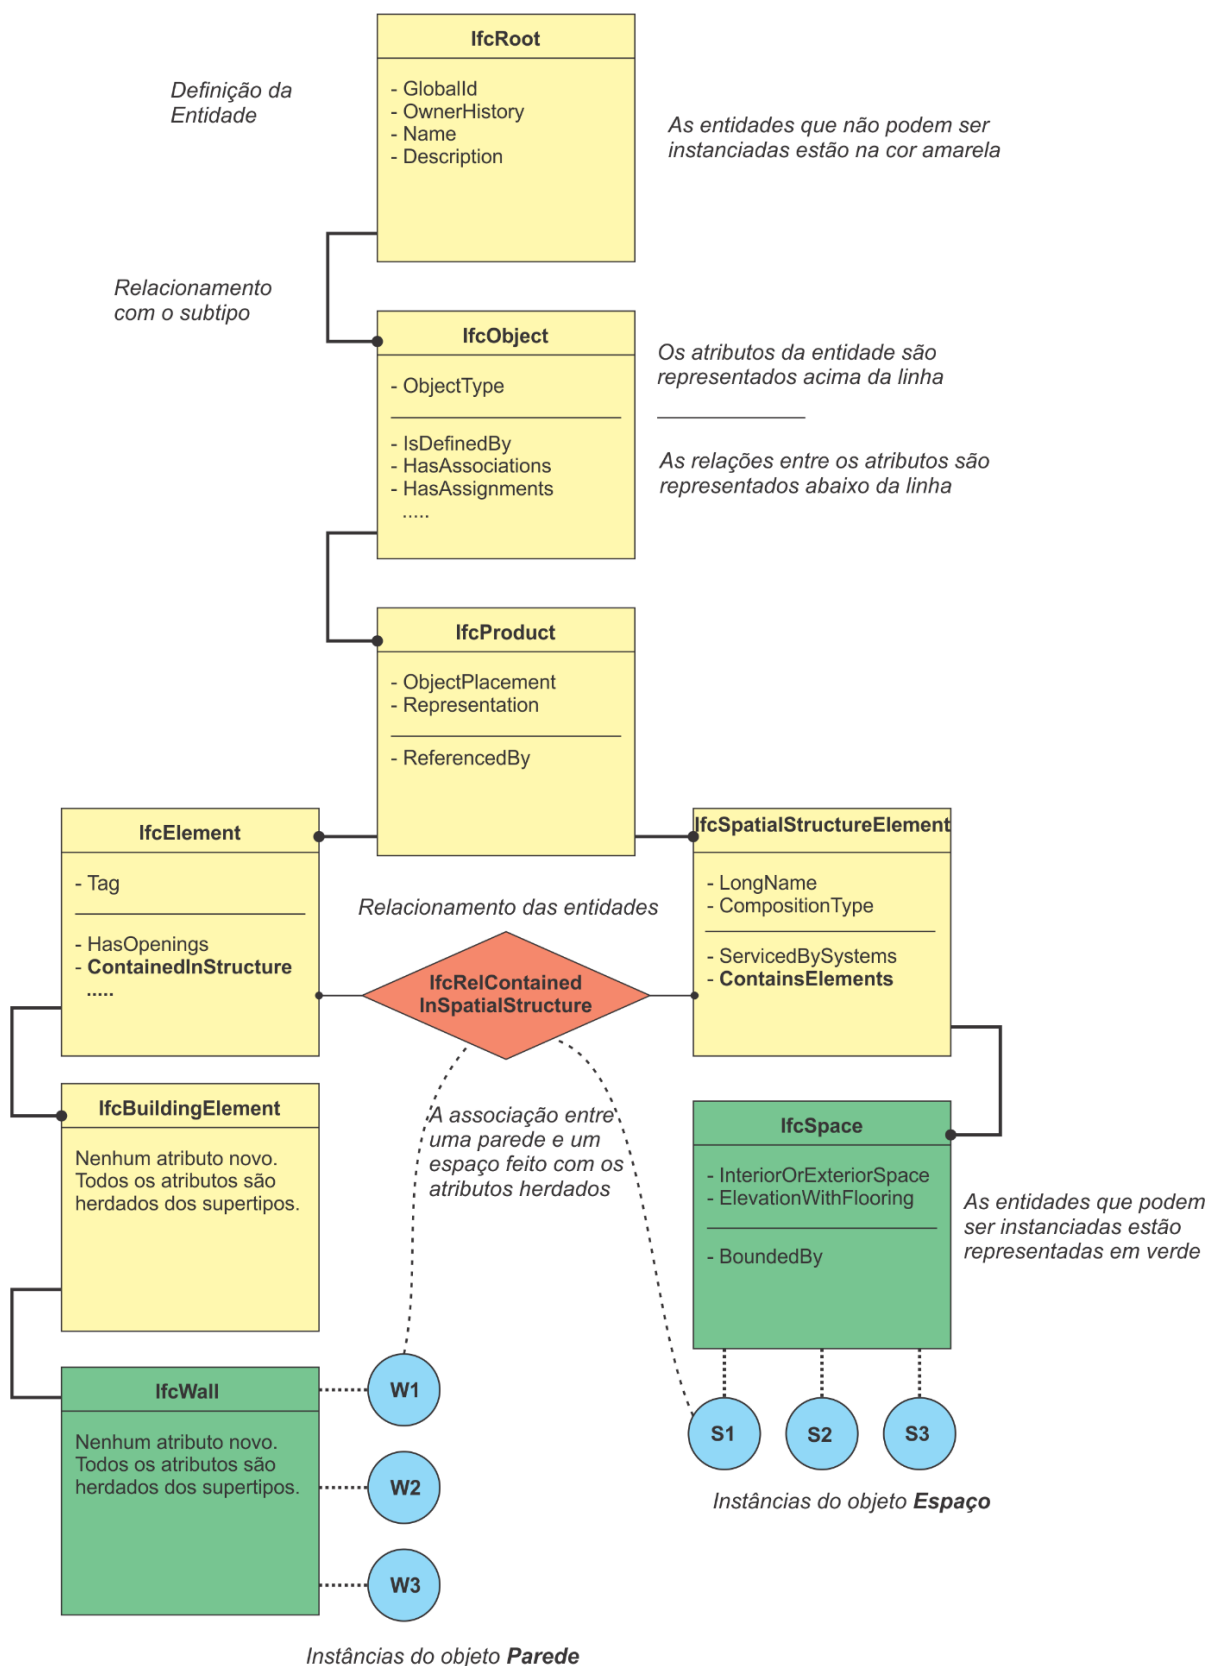 IfcRoot
- GlobalId
- OwnerHistory
- Name
- Description
Definição da
Entidade
As entidades que não podem ser
instanciadas estão na cor amarela
Relacionamento
com o subtipo
IfcObject
- ObjectType
- IsDefinedBy
- HasAssociations
- HasAssignments
.....
Os atributos da entidade são
representados acima da linha
As relações entre os atributos são
representados abaixo da linha
IfcProduct
- ObjectPlacement
- Representation
- ReferencedBy
IfcElement
- Tag
- HasOpenings
- ContainedInStructure
.....
Relacionamento das entidades
IfcRelContained
InSpatialStructure
IfcSpatialStructureElement
- LongName
- CompositionType
- ServicedBySystems
- ContainsElements
IfcBuildingElement
Nenhum atributo novo.
Todos os atributos são
herdados dos supertipos.
A associação entre
uma parede e um
espaço feito com os
atributos herdados
IfcSpace
- InteriorOrExteriorSpace
- ElevationWithFlooring
- BoundedBy
As entidades que podem
ser instanciadas estão
representadas em verde
IfcWall
Nenhum atributo novo.
Todos os atributos são
herdados dos supertipos.
W1
W2
W3
S1
S2
S3
Instâncias do objeto Espaço
Instâncias do objeto Parede